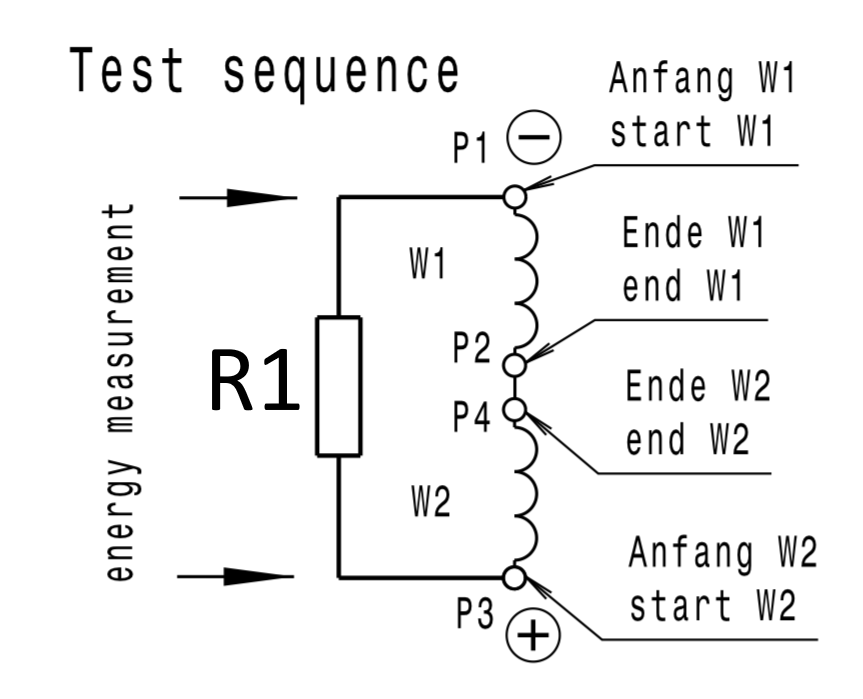 Test sequence
Anfang W1
start W1
P1 −
Ende W1
end W1
W1
energy measurement
R1
P2
P4
Ende W2
end W2
W2
Anfang W2
start W2
P3 +